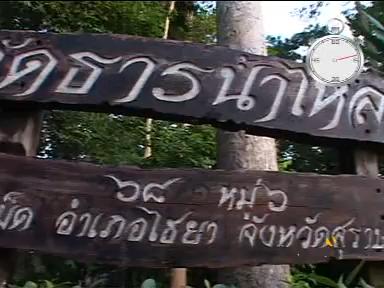 วัดธารน้ำไหล
๖๘ หมู่ ๖
อำเภอไชยา จังหวัดสุรา